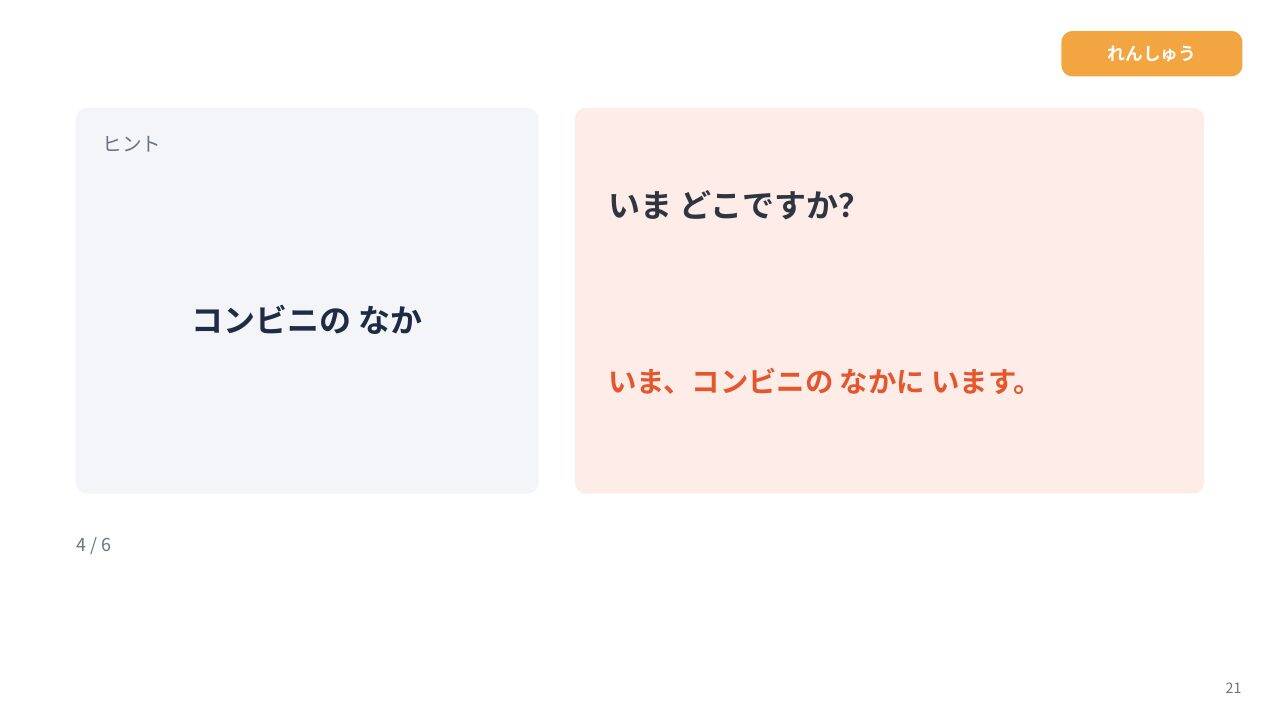 れんしゅう
ヒント
コンビニの なか
いま どこですか?
いま、コンビニの なかに います。
4 / 6
21